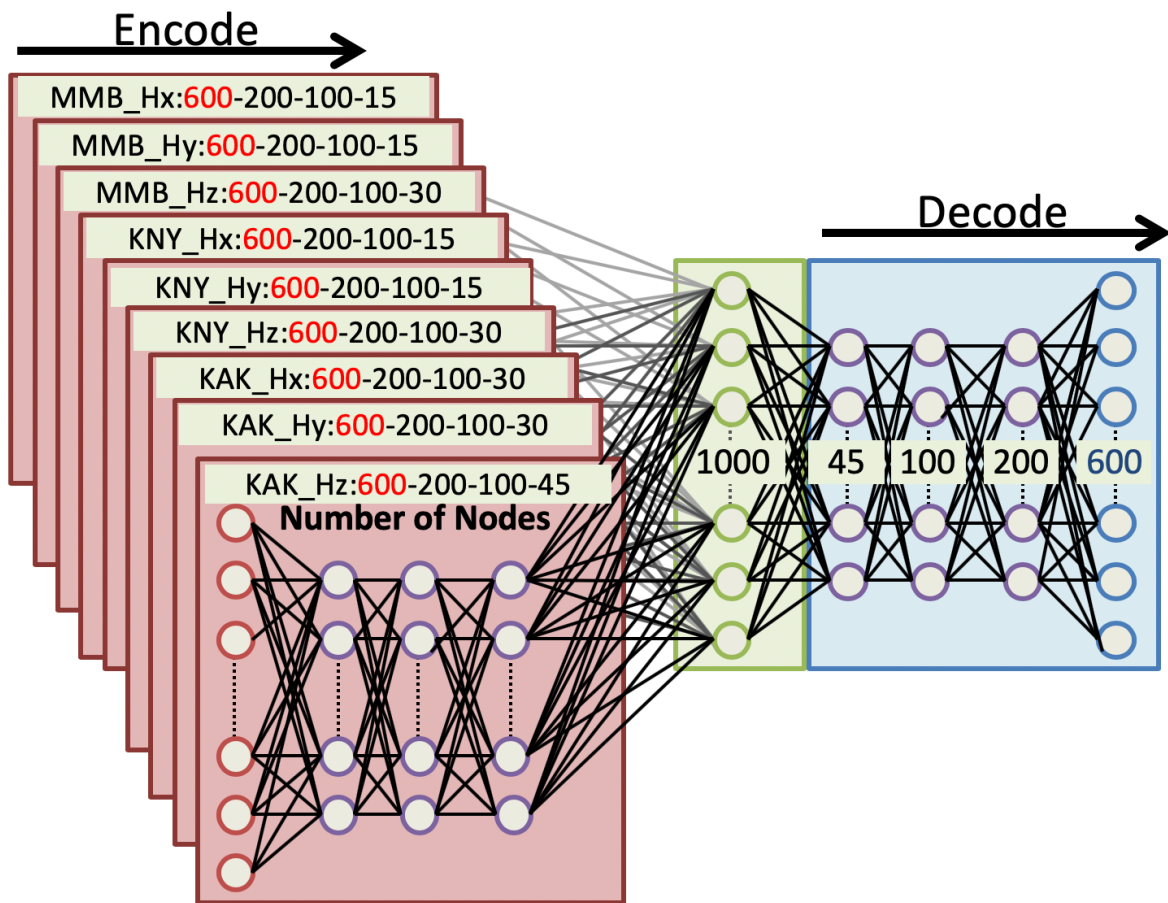 Encode
MMB_Hx:600-200-100-15
MMB_Hy:600-200-100-15
MMB_Hz:600-200-100-30
KNY_Hx:600-200-100-15
KNY_Hy:600-200-100-15
KNY_Hz:600-200-100-30
KAK_Hx:600-200-100-30
KAK_Hy:600-200-100-30
KAK_Hz:600-200-100-45
Number of Nodes
Decode
1000 45 100 200 600